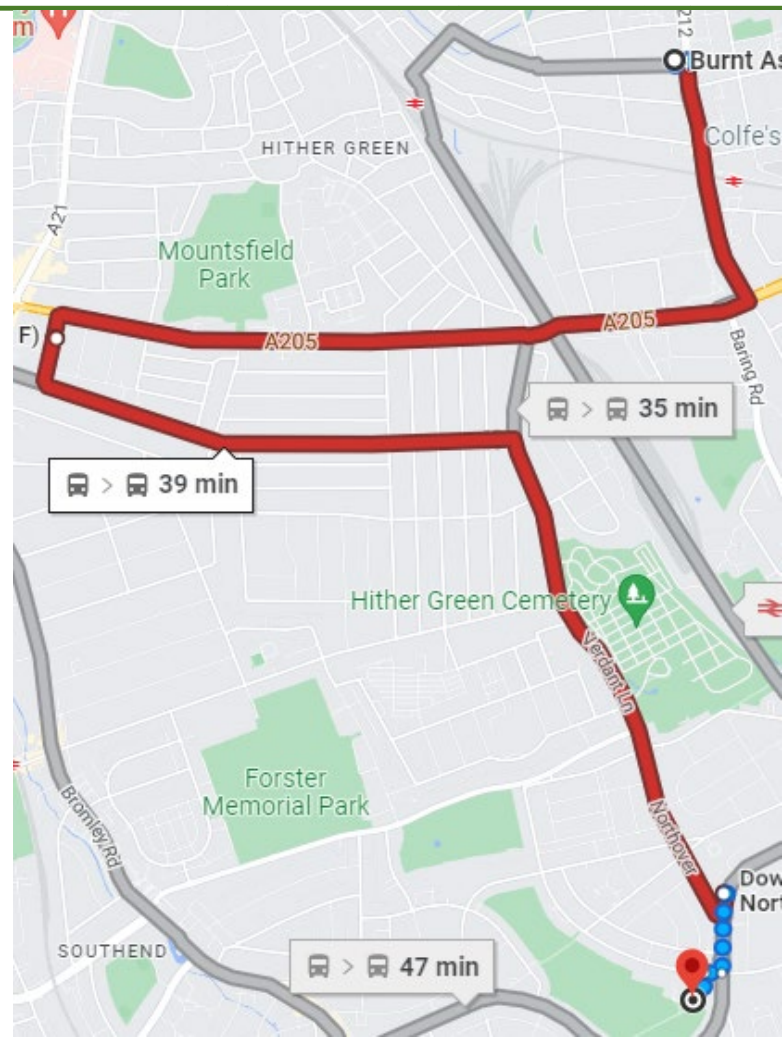 212
Burnt As
Colfe's
HITHER GREEN
A21
Mountsfield
Park
F)
A205
A205
Baring Rd
35 min
39 min
Hither Green Cemetery
Verdant Ln
Forster
Memorial Park
Northover
Bromley Rd
Dow
Nort
SOUTHEND
47 min